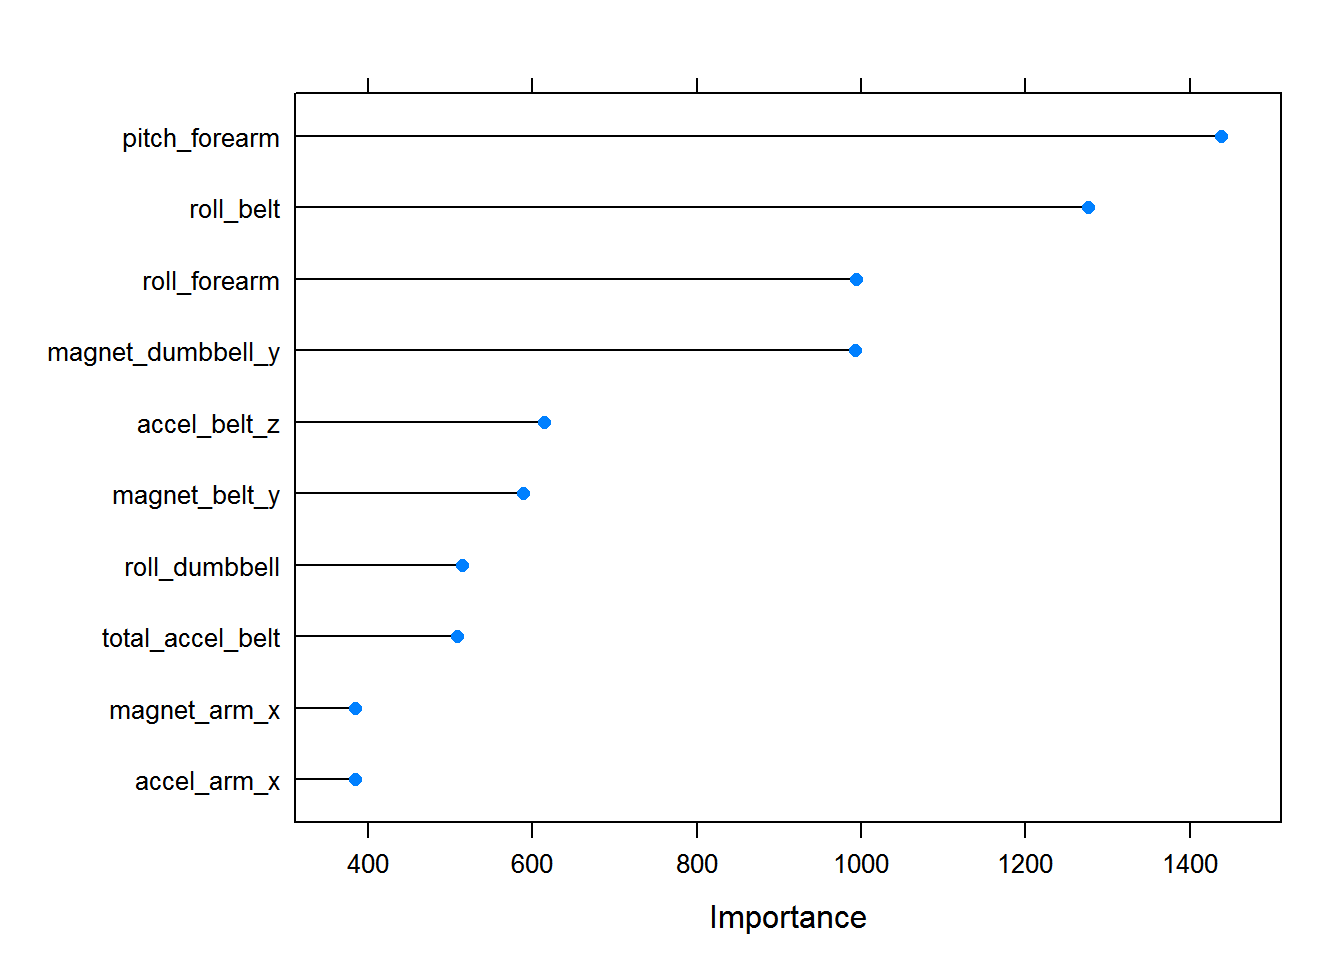 pitch_forearm
roll_belt
roll_forearm
magnet_dumbbell_y
accel_belt_z
magnet_belt_y
roll_dumbbell
total_accel_belt
magnet_arm_x
accel_arm_x
400 600 800 1000 1200 1400
Importance